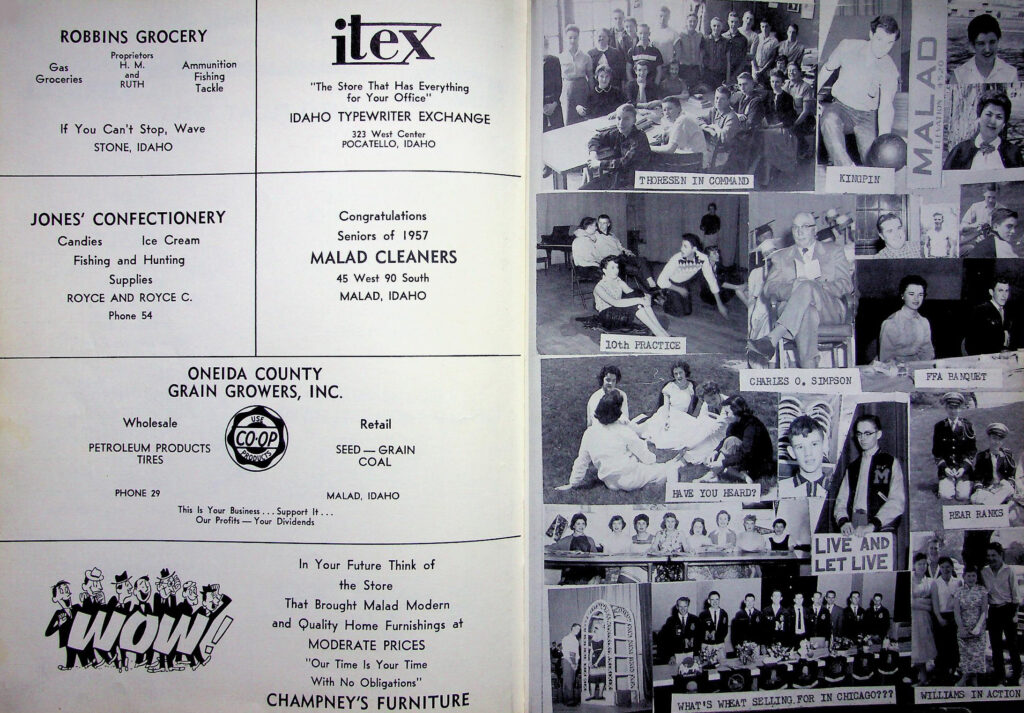 ROBBINS GROCERY
Gas
Groceries
Proprietors
H. M.
and
RUTH
Ammunition
Fishing
Tackle
If You Can't Stop, Wave
STONE, IDAHO
itex
"The Store That Has Everything
for Your Office"
IDAHO TYPEWRITER EXCHANGE
323 West Center
POCATELLO, IDAHO
JONES' CONFECTIONERY
Candies Ice Cream
Fishing and Hunting
Supplies
ROYCE AND ROYCE C.
Phone 54
Congratulations
Seniors of 1957
MALAD CLEANERS
45 West 90 South
MALAD, IDAHO
ONEIDA COUNTY
GRAIN GROWERS, INC.
Wholesale
PETROLEUM PRODUCTS
TIRES
USE
CO-OP
PRODUCTS
Retail
SEED — GRAIN
COAL
PHONE 29
MALAD, IDAHO
This Is Your Business . . . Support It . . .
Our Profits — Your Dividends
WOW!
In Your Future Think of
the Store
That Brought Malad Modern
and Quality Home Furnishings at
MODERATE PRICES
"Our Time Is Your Time
With No Obligations"
CHAMPNEY'S FURNITURE
THORESEN IN COMMAND
KINGPIN
MALAD
ELEVATION 4520
10th PRACTICE
CHARLES O. SIMPSON
FFA BANQUET
HAVE YOU HEARD?
M
LIVE AND
LET LIVE
REAR RANKS
M
WHAT'S WHEAT SELLING FOR IN CHICAGO???
WILLIAMS IN ACTION